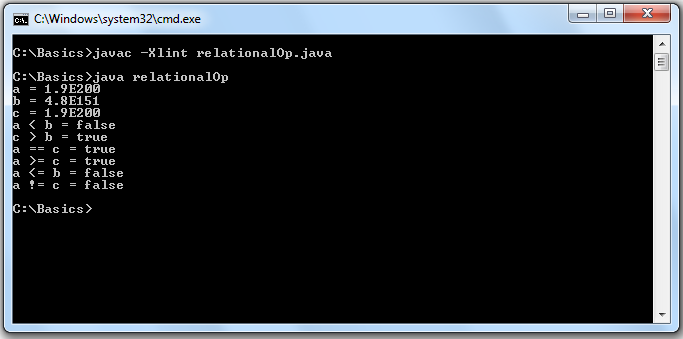 C:\Windows\system32\cmd.exe
C:\Basics>javac -Xlint relationalOp.java
C:\Basics>java relationalOp
a = 1.9E200
b = 4.8E151
c = 1.9E200
a < b = false
c > b = true
a == c = true
a >= c = true
a <= b = false
a != c = false
C:\Basics>